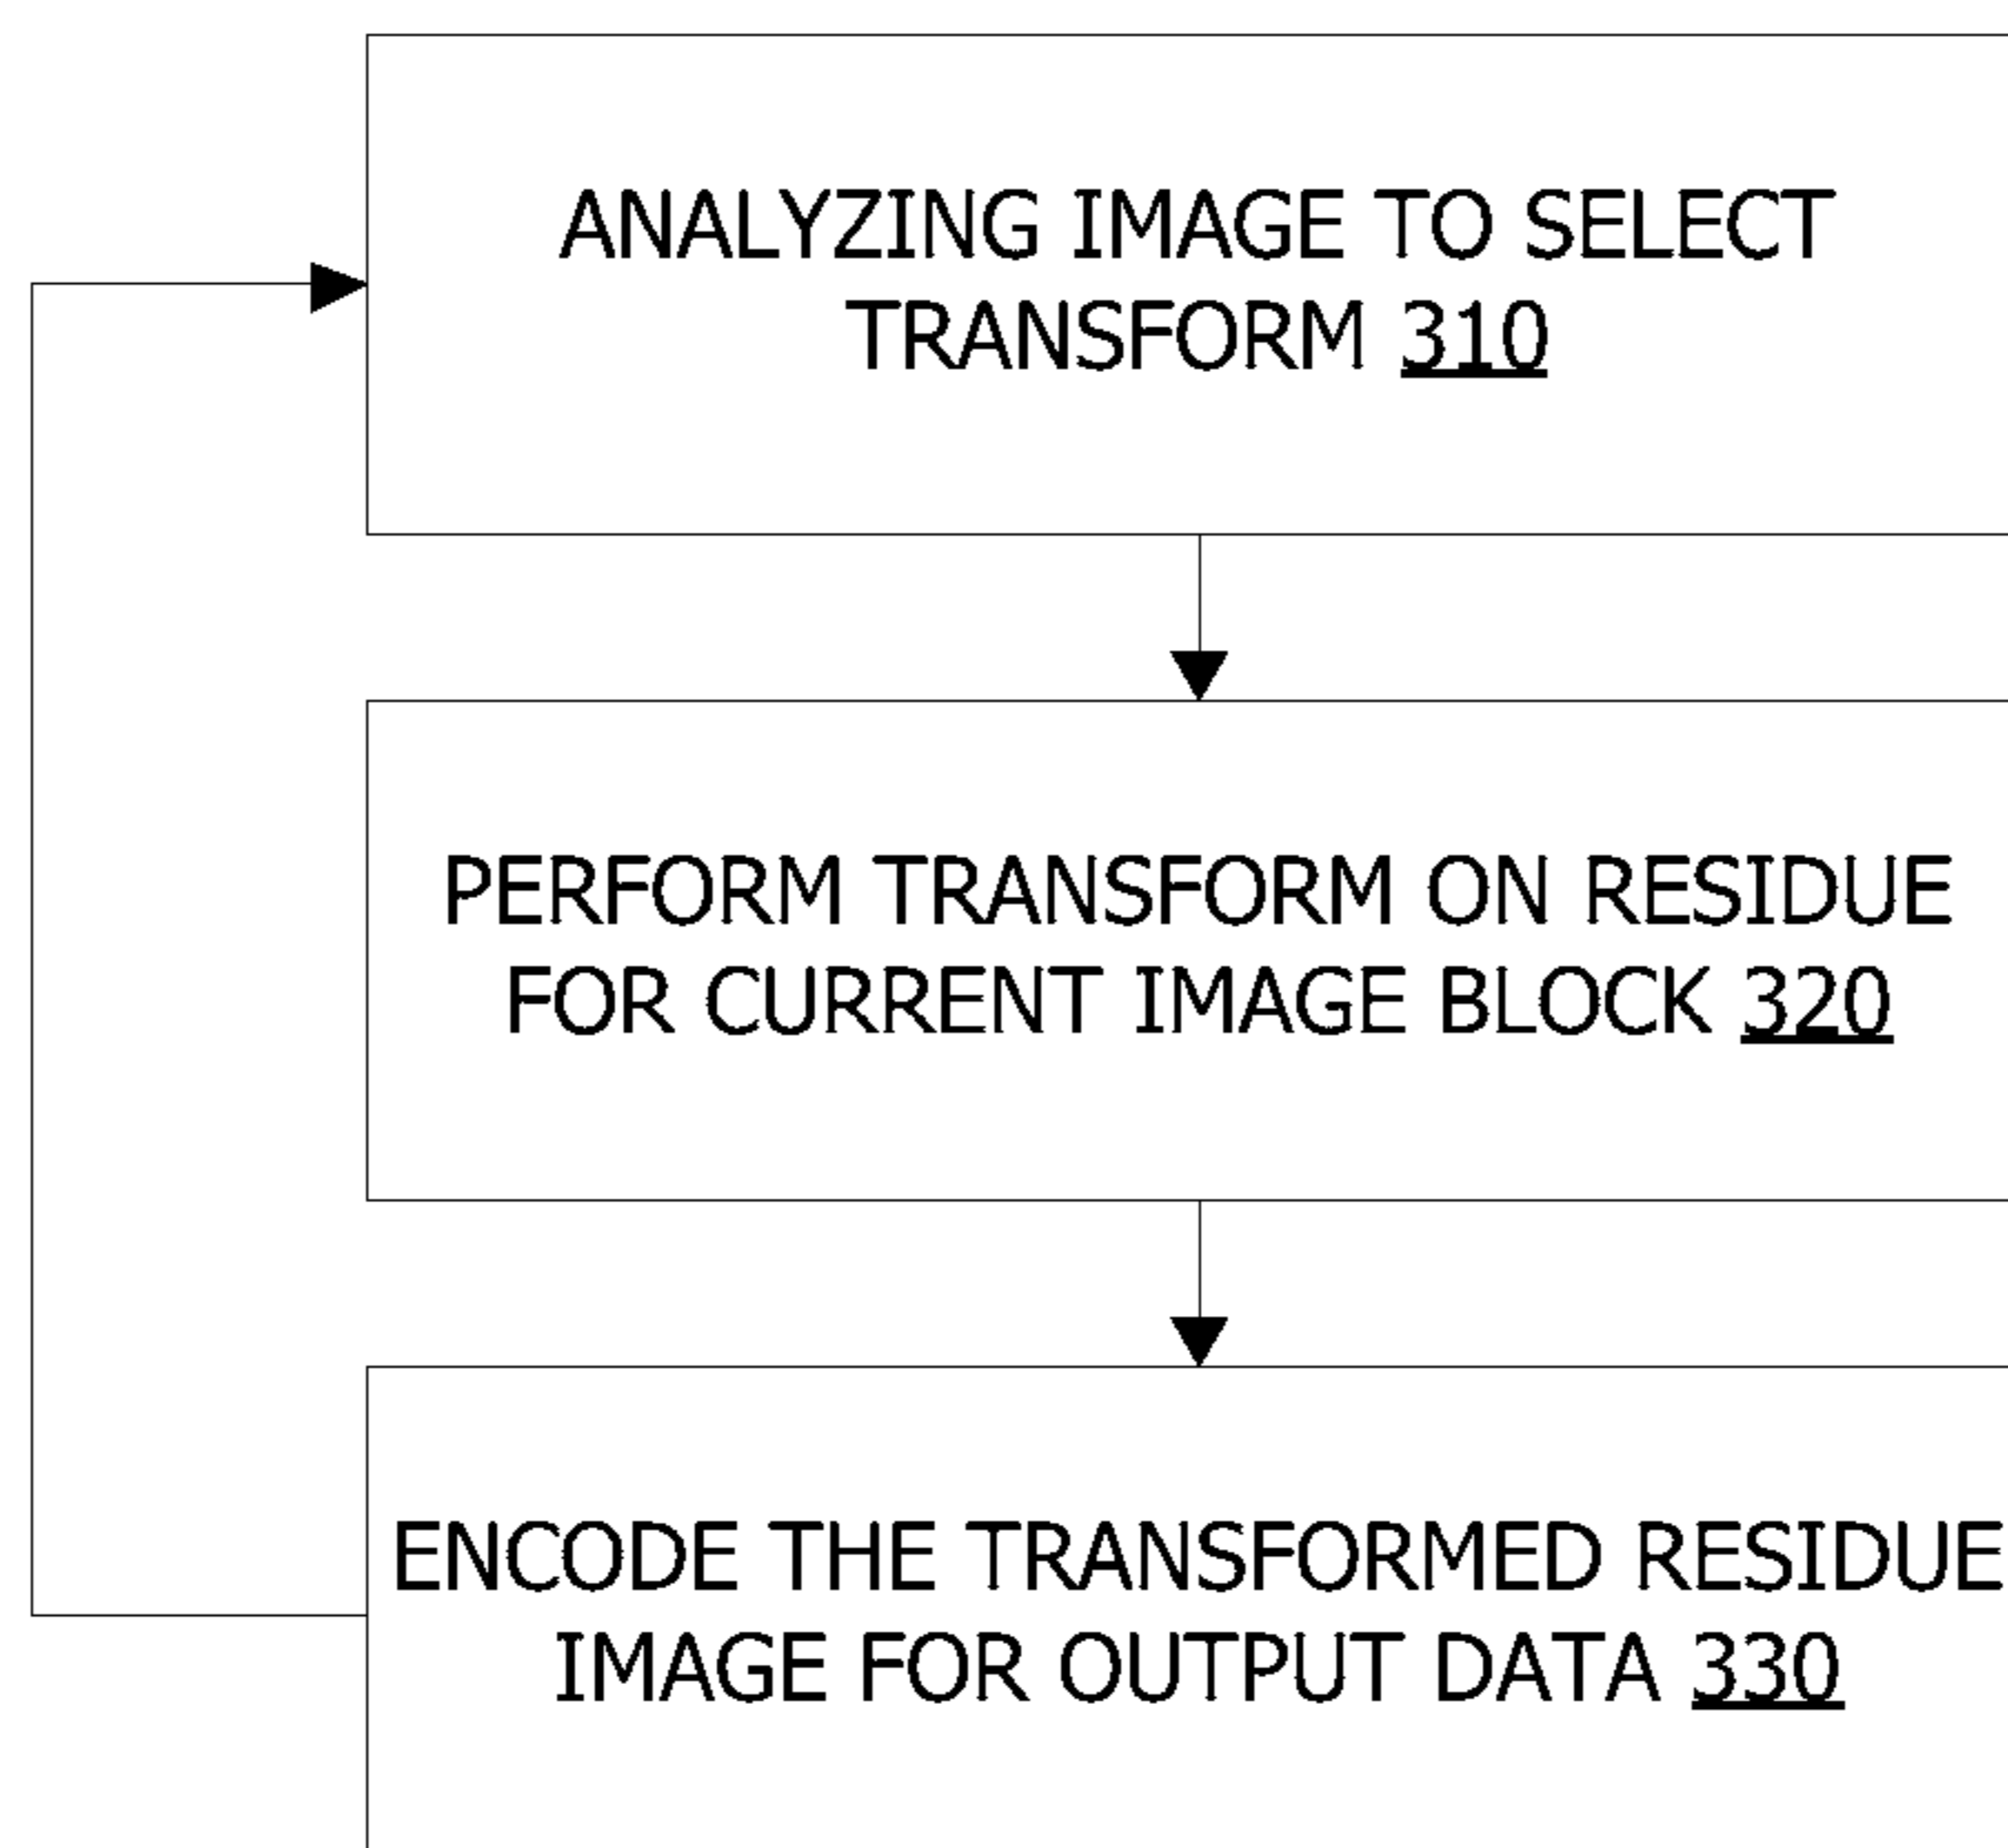 ANALYZING IMAGE TO SELECT
TRANSFORM 310
PERFORM TRANSFORM ON RESIDUE
FOR CURRENT IMAGE BLOCK 320
ENCODE THE TRANSFORMED RESIDUE
IMAGE FOR OUTPUT DATA 330